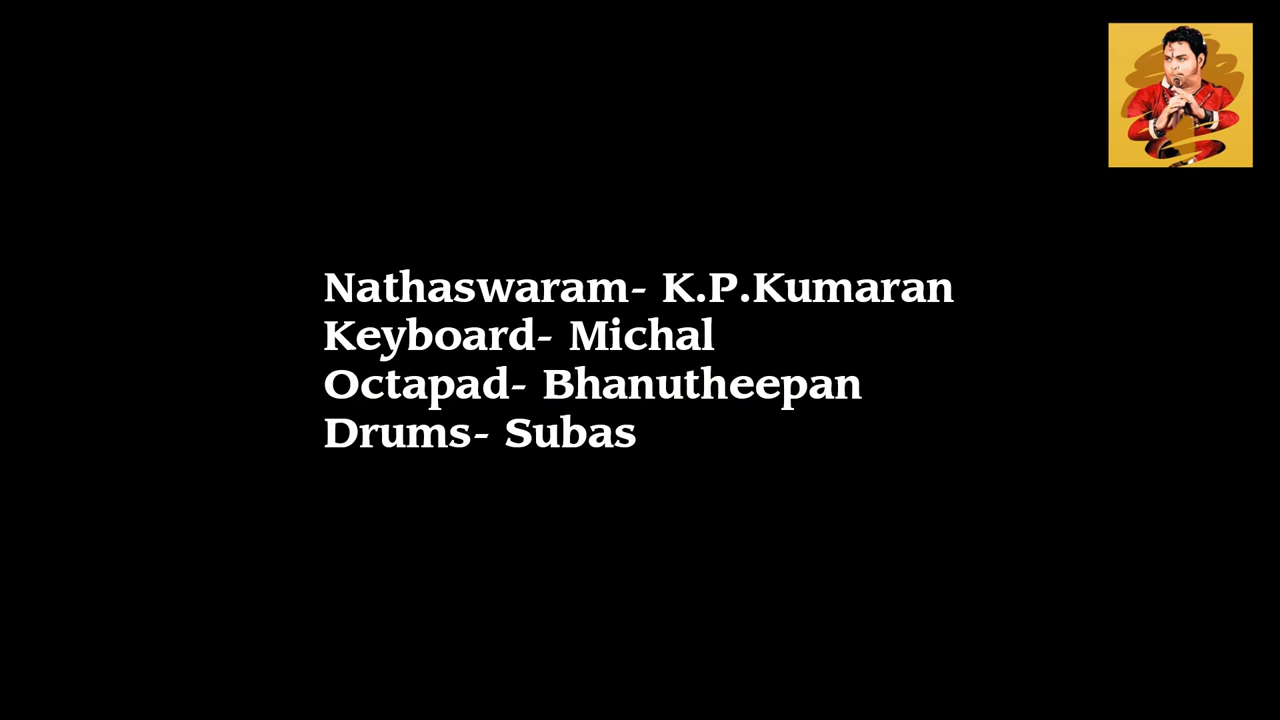 Nathaswaram- K.P.Kumaran
Keyboard- Michal
Octapad- Bhanutheepan
Drums- Subas